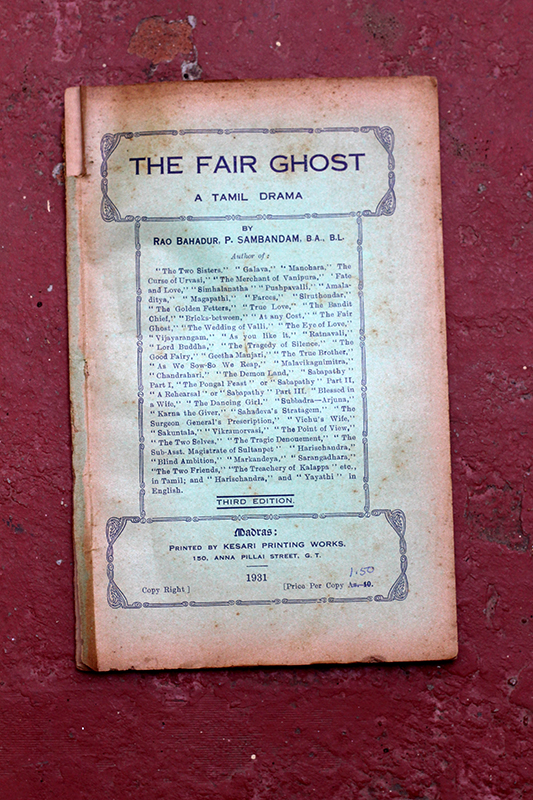 THE FAIR GHOST
A TAMIL DRAMA
BY
RAO BAHADUR, P. SAMBANDAM, B.A., B.L.
Author of:
"The Two Sisters," " Galava," " Manohara, The
Curse of Urvasi," "The Merchant of Vanipura," ' Fate
and Love," "Simhalanatha " Pushpavalli," " Amala-
ditya," " Magapathi," " Farces," " Siruthondar,"
" The Golden Fetters," " True Love," " The Bandit
Chief," " Bricks-between," " At any Cost," " The Fair
Ghost," " The Wedding of Valli," " The Eye of Love,"
" Vijayarangam, " As you like it," " Ratnavali,"
" Lord Buddha," " The Tragedy of Silence," " The
Good Fairy," " Geetha Manjari," " The True Brother,"
" As We Sow-So We Reap," " Malavikagnimitra,"
" Chandrahari," " The Demon Land," " Sabapathy "
Part I, " The Pongal Feast " or " Sabapathy " Part II,
" A Rehearsal " or " Sabopathy " Part III. " Blessed in
a Wife," " The Dancing Girl," " Subbadra—Arjuna,"
" Karna the Giver," " Sahadeva's Stratagem," " The
Surgeon General's Prescription," " Vichu's Wife,"
" Sakuntala," " Vikramorvasi," " The Point of View,"
" The Two Selves," " The Tragic Denoument," " The
Sub-Asst. Magistrate of Sultanpet " " Harischandra,"
" Blind Ambition," " Markandeya," " Sarangadhara,"
"The Two Friends," "The Treachery of Kalappa " etc.,
in Tamil; and " Harischandra, " and " Yayathi " in
English.
THIRD EDITION.
Madras:
PRINTED BY KESARI PRINTING WORKS.
150, ANNA PILLAI STREET, G. T.
1931
1.50
Copy Right ] [Price Per Copy As. 10.